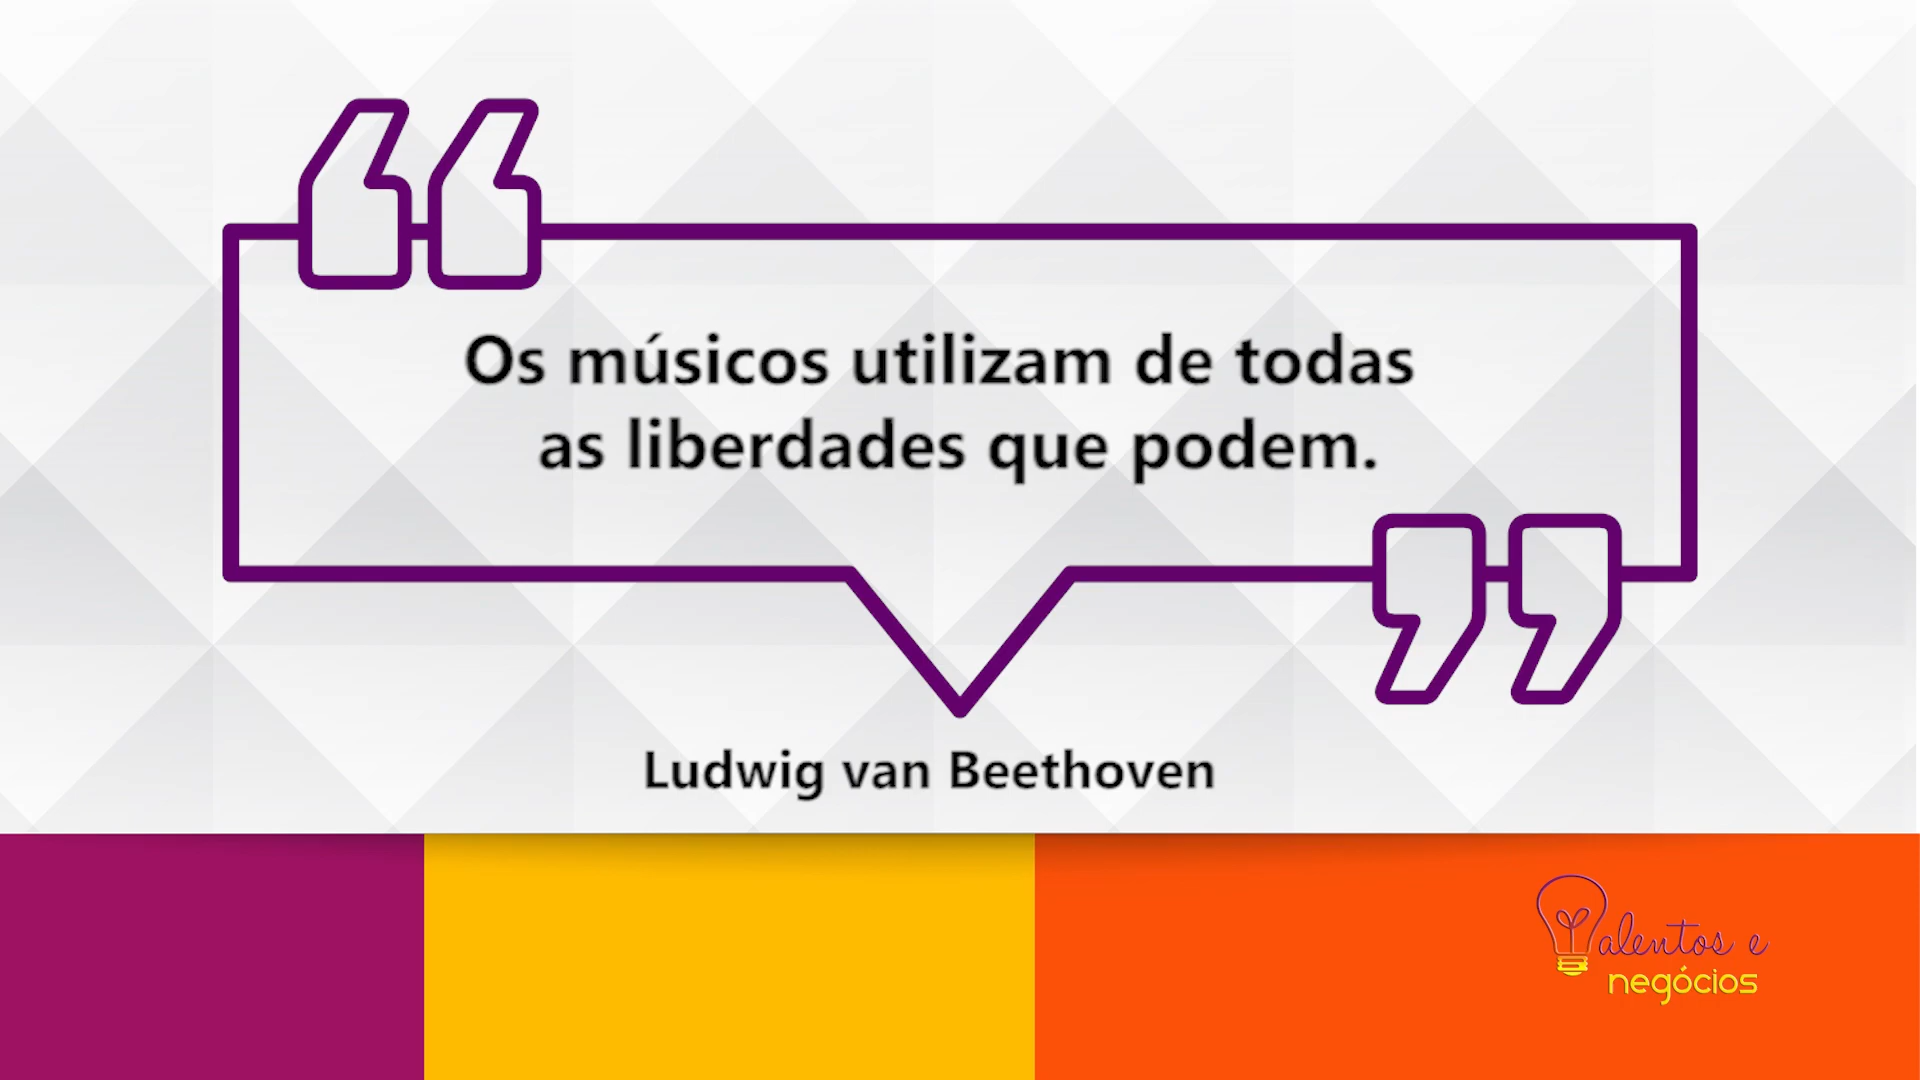 Os músicos utilizam de todas
as liberdades que podem.
Ludwig van Beethoven
Talentos e
negócios